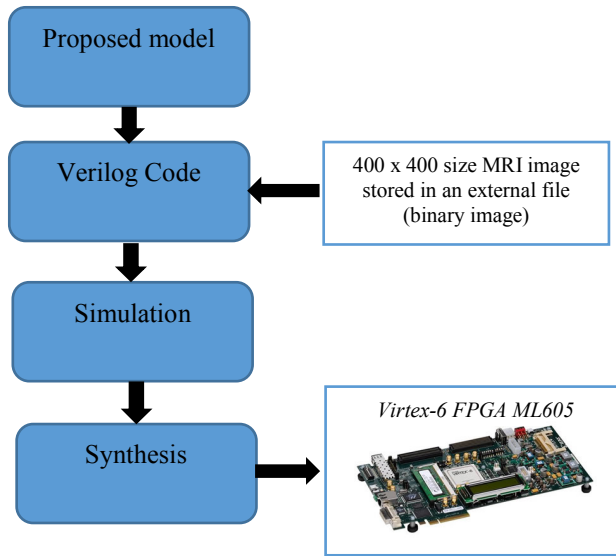 Proposed model
Verilog Code
400 x 400 size MRI image
stored in an external file
(binary image)
Simulation
Virtex-6 FPGA ML605
Synthesis